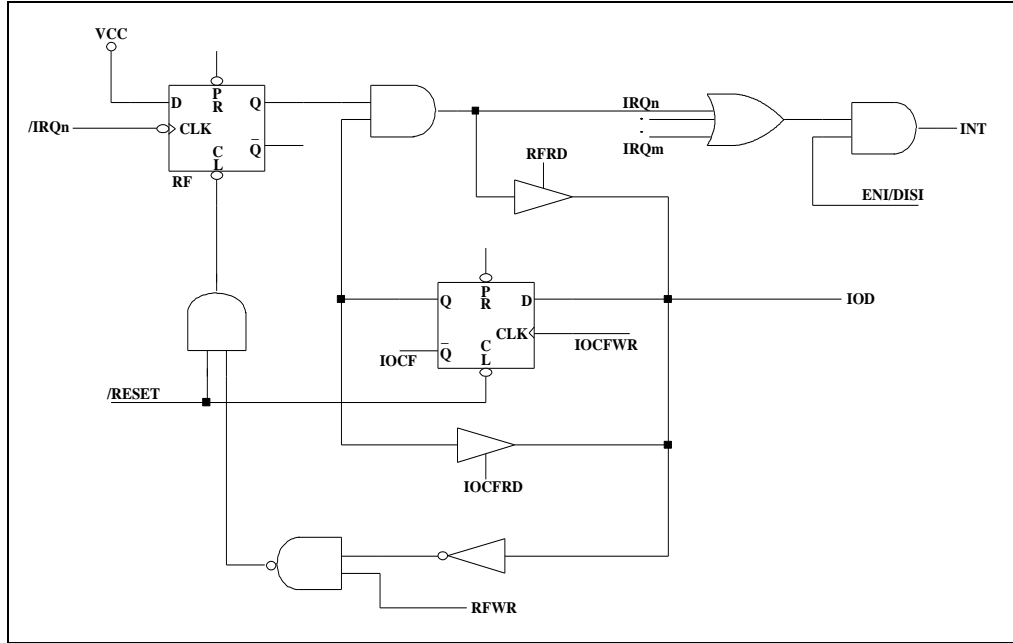 VCC
D
P
R
Q
/IRQn
CLK
C
L
Q
RF
IRQn
IRQm
INT
RFRD
ENI/DISI
Q
P
R
D
IOD
CLK
IOCFWR
IOCF
Q
C
L
/RESET
IOCFRD
RFWR